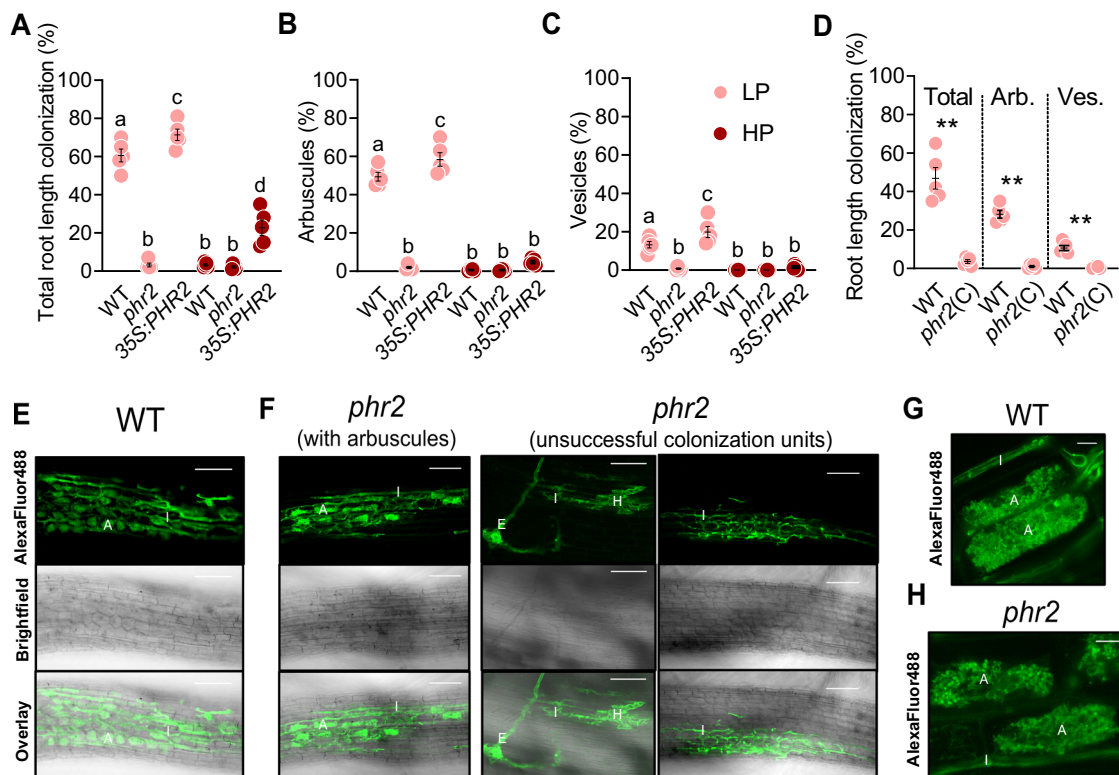 A
Total root length colonization (%)
100
80
60
40
20
0
a
b
c
b
b
d
WT
phr2
35S:PHR2
WT
phr2
35S:PHR2
B
Arbuscules (%)
100
80
60
40
20
0
a
b
c
b
b
b
WT
phr2
35S:PHR2
WT
phr2
35S:PHR2
C
Vesicles (%)
100
80
60
40
20
0
a
b
c
b
b
b
LP
HP
WT
phr2
35S:PHR2
WT
phr2
35S:PHR2
D
Root length colonization (%)
100
80
60
40
20
0
Total
Arb.
Ves.
**
**
**
WT
phr2(C)
WT
phr2(C)
WT
phr2(C)
E
WT
AlexaFluor488
A
I
Brightfield
Overlay
A
I
F
phr2
(with arbuscules)
phr2
(unsuccessful colonization units)
A
I
E
I
H
I
A
I
E
I
H
G
WT
AlexaFluor488
I
A
A
H
phr2
AlexaFluor488
A
A
I